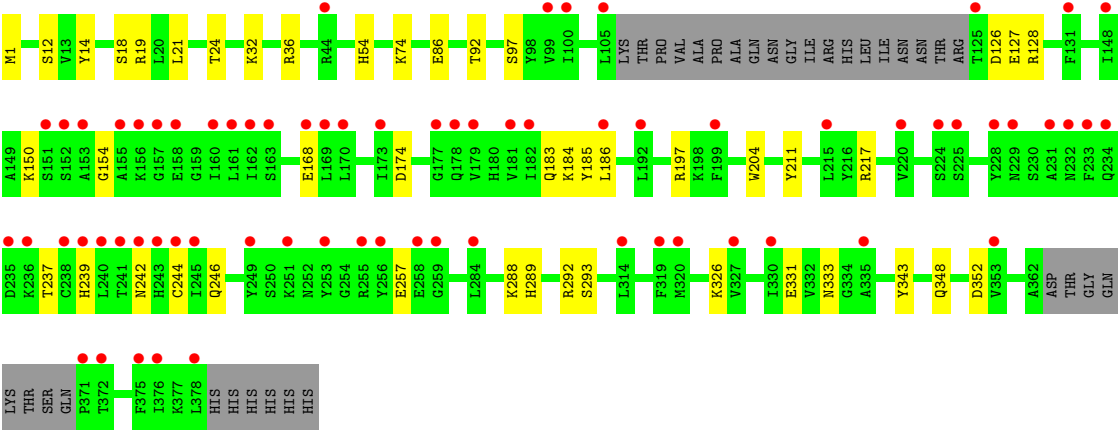 M1 S12 V13 Y14 S18 R19 L20 L21 T24 K32 R36 R44 H54 K74 E86 T92 S97 Y98 V99 I100 L105 LYS THR PRO VAL ALA PRO ALA GLN ASN GLY ILE ARG HIS LEU ILE ASN ASN THR ARG T125 D126 E127 R128 F131 I148
A149 K150 S151 S152 A153 G154 A155 K156 G157 E158 G159 I160 L161 I162 S163 E168 L169 L170 I173 D174 G177 Q178 V179 H180 V181 I182 Q183 K184 Y185 L186 L192 R197 K198 F199 W204 Y211 L215 Y216 R217 V220 S224 S225 Y228 N229 S230 A231 N232 F233 Q234
D235 K236 T237 C238 H239 L240 T241 N242 H243 C244 I245 Q246 Y249 S250 K251 N252 Y253 G254 R255 Y256 E257 E258 G259 L284 K288 H289 R292 S293 L314 F319 M320 K326 V327 I330 E331 V332 N333 G334 A335 Y343 Q348 D352 V353 A362 ASP THR GLY GLN
LYS THR SER GLN P371 T372 F375 I376 K377 L378 HIS HIS HIS HIS HIS HIS